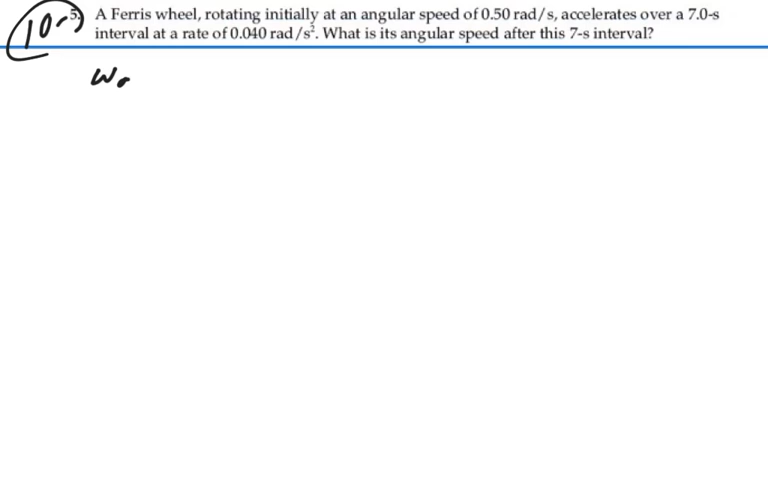 10-5
5. A Ferris wheel, rotating initially at an angular speed of 0.50 rad/s, accelerates over a 7.0-s
interval at a rate of 0.040 rad/s². What is its angular speed after this 7-s interval?
ω₀